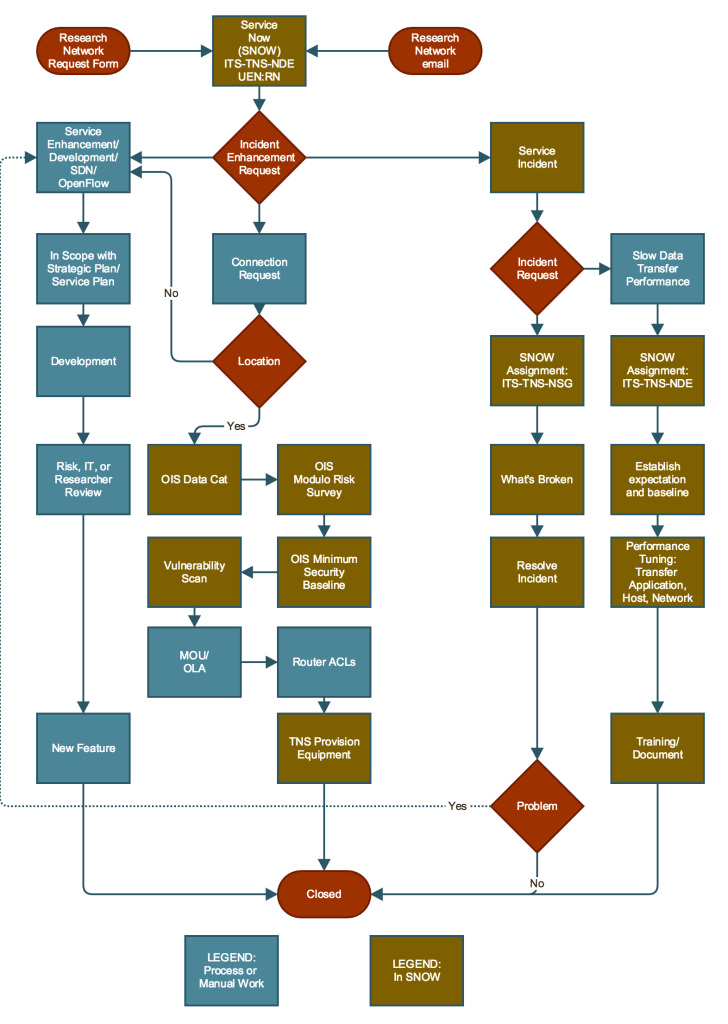 Research
Network
Request Form
Service
Now
(SNOW)
ITS-TNS-NDE
UEN:RN
Research
Network
email
Service
Enhancement/
Development/
SDN/
OpenFlow
Incident
Enhancement
Request
Service
Incident
In Scope with
Strategic Plan/
Service Plan
Connection
Request
Incident
Request
Slow Data
Transfer
Performance
No
Development
Location
SNOW
Assignment:
ITS-TNS-NSG
SNOW
Assignment:
ITS-TNS-NDE
Yes
Risk, IT, or
Researcher
Review
OIS Data Cat
OIS
Modulo Risk
Survey
What's Broken
Establish
expectation
and baseline
Vulnerability
Scan
OIS Minimum
Security
Baseline
Resolve
Incident
Performance
Tuning:
Transfer
Application,
Host, Network
MOU/
OLA
Router ACLs
New Feature
TNS Provision
Equipment
Training/
Document
Yes
Problem
No
Closed
LEGEND:
Process or
Manual Work
LEGEND:
In SNOW